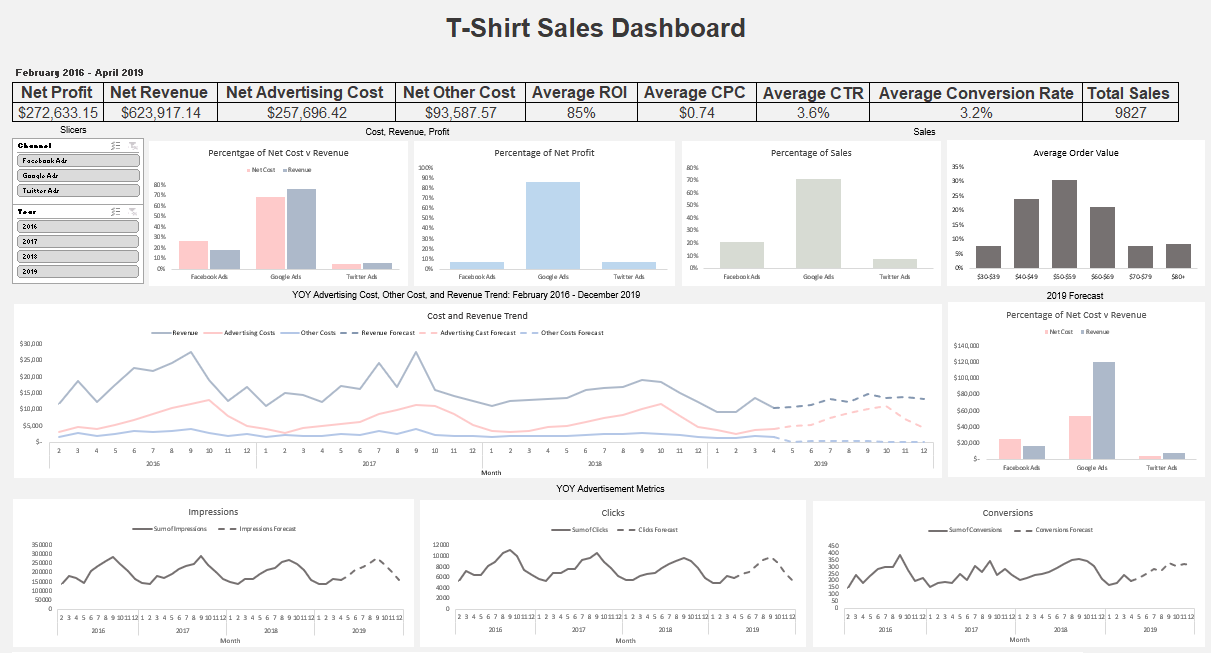 T-Shirt Sales Dashboard
February 2016 - April 2019
Net Profit Net Revenue Net Advertising Cost Net Other Cost Average ROI Average CPC Average CTR Average Conversion Rate Total Sales
$272,633.15 $623,917.14 $257,696.42 $93,587.57 85% $0.74 3.6% 3.2% 9827
Slicers
Channel
Facebook Ads
Google Ads
Twitter Ads
Year
2016
2017
2018
2019
Cost, Revenue, Profit
Percentgae of Net Cost v Revenue
Net Cost Revenue
80%
70%
60%
50%
40%
30%
20%
10%
0%
Facebook Ads Google Ads Twitter Ads
Percentage of Net Profit
100%
90%
80%
70%
60%
50%
40%
30%
20%
10%
0%
Facebook Ads Google Ads Twitter Ads
Sales
Percentage of Sales
80%
70%
60%
50%
40%
30%
20%
10%
0%
Facebook Ads Google Ads Twitter Ads
Average Order Value
35%
30%
25%
20%
15%
10%
5%
0%
$30-$39 $40-$49 $50-$59 $60-$69 $70-$79 $80+
YOY Advertising Cost, Other Cost, and Revenue Trend: February 2016 - December 2019
Cost and Revenue Trend
Revenue Advertising Costs Other Costs Revenue Forecast Advertising Cast Forecast Other Costs Forecast
$30,000
$25,000
$20,000
$15,000
$10,000
$5,000
$-
2 3 4 5 6 7 8 9 10 11 12 1 2 3 4 5 6 7 8 9 10 11 12 1 2 3 4 5 6 7 8 9 10 11 12 1 2 3 4 5 6 7 8 9 10 11 12
2016 2017 2018 2019
Month
2019 Forecast
Percentage of Net Cost v Revenue
Net Cost Revenue
$140,000
$120,000
$100,000
$80,000
$60,000
$40,000
$20,000
$-
Facebook Ads Google Ads Twitter Ads
YOY Advertisement Metrics
Impressions
Sum of Impressions Impressions Forecast
350000
300000
250000
200000
150000
100000
50000
0
2 3 4 5 6 7 8 9 10 11 12 1 2 3 4 5 6 7 8 9 10 11 12 1 2 3 4 5 6 7 8 9 10 11 12 1 2 3 4 5 6 7 8 9 10 11 12
2016 2017 2018 2019
Month
Clicks
Sum of Clicks Clicks Forecast
12000
10000
8000
6000
4000
2000
0
2 3 4 5 6 7 8 9 10 11 12 1 2 3 4 5 6 7 8 9 10 11 12 1 2 3 4 5 6 7 8 9 10 11 12 1 2 3 4 5 6 7 8 9 10 11 12
2016 2017 2018 2019
Month
Conversions
Sum of Conversions Conversions Forecast
450
400
350
300
250
200
150
100
50
0
2 3 4 5 6 7 8 9 10 11 12 1 2 3 4 5 6 7 8 9 10 11 12 1 2 3 4 5 6 7 8 9 10 11 12 1 2 3 4 5 6 7 8 9 10 11 12
2016 2017 2018 2019
Month